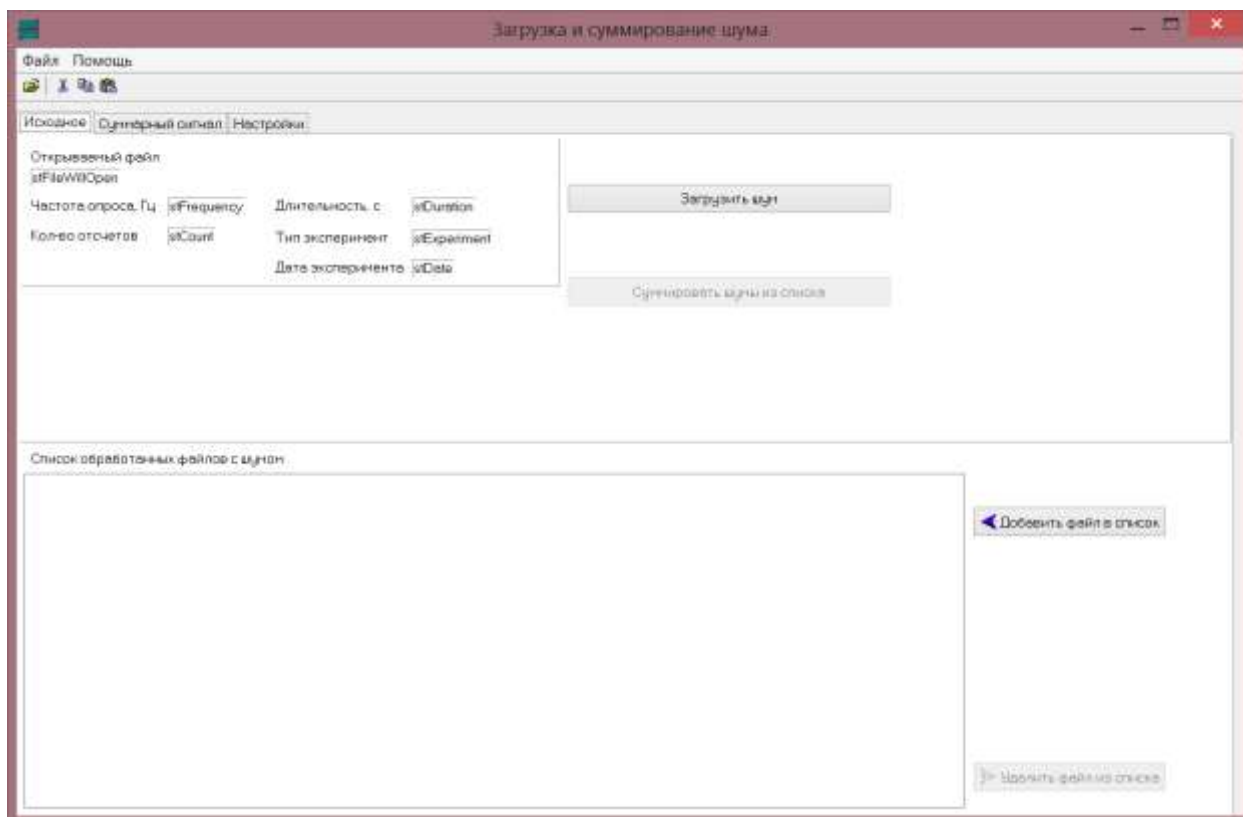 Загрузка и суммирование шума
Файл Помощь
Исходное Суммарный сигнал Настройки
Открываемый файл
stFileWillOpen
Частота опроса, Гц stFrequency Длительность, с stDuration
Кол-во отсчетов stCount Тип эксперимент stExperiment
Дата эксперимента stData
Загрузить шум
Суммировать шумы из списка
Список обработанных файлов с шумом
Добавить файл в список
Удалить файл из списка